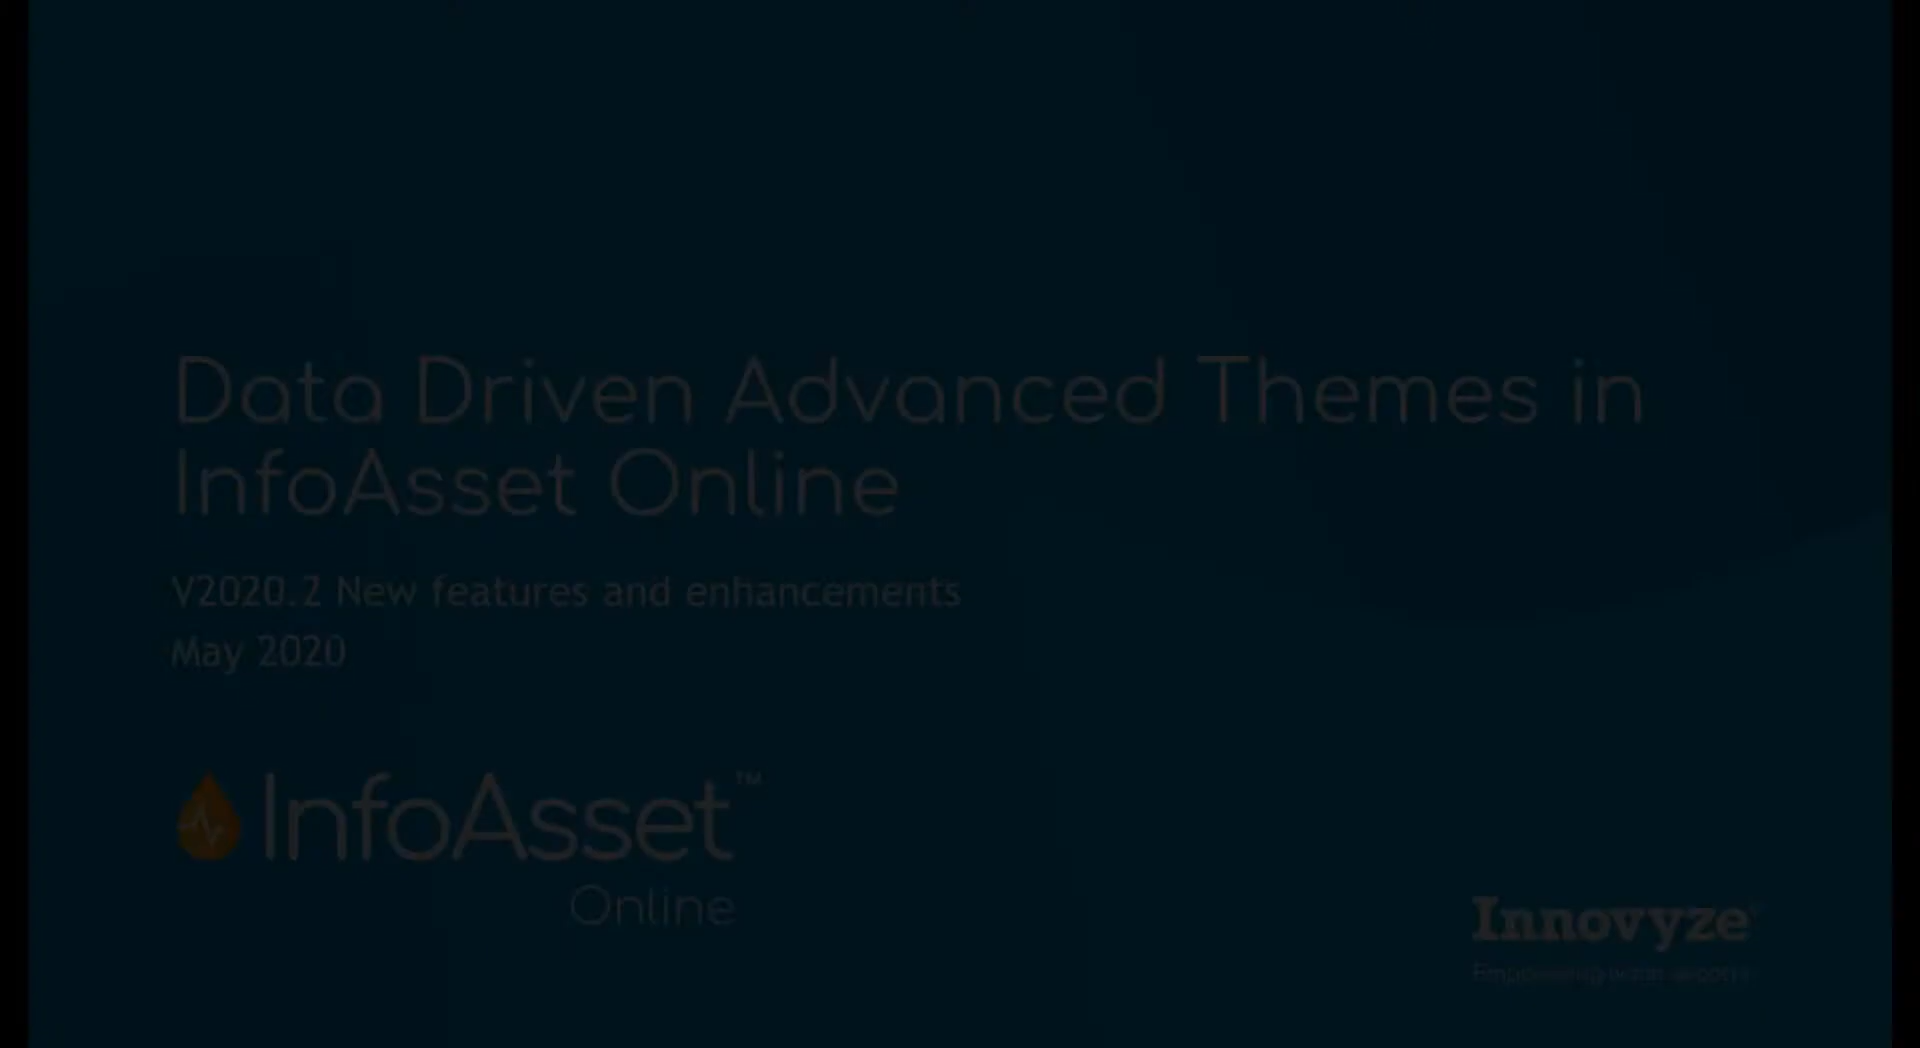 Data Driven Advanced Themes in
InfoAsset Online
V2020.2 New features and enhancements
May 2020
InfoAsset™
Online
Innovyze